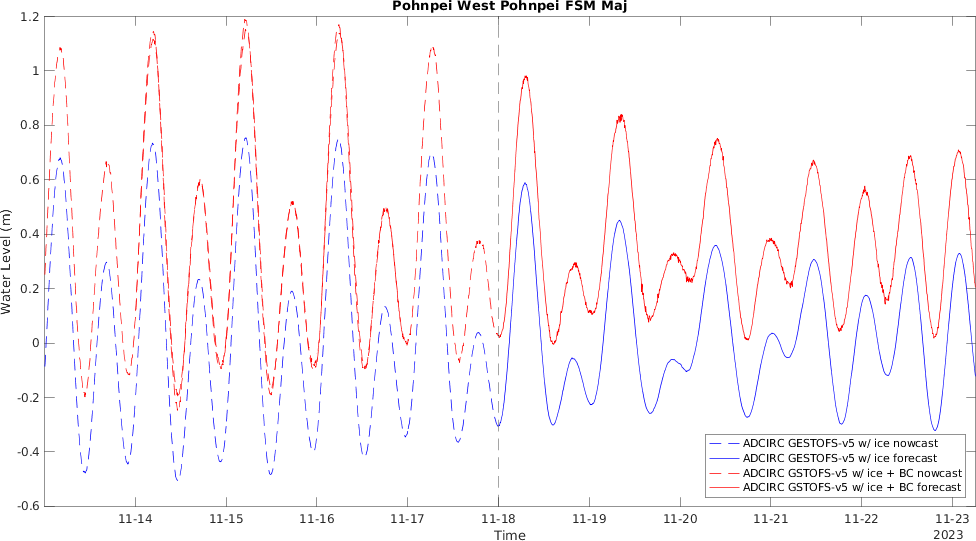 Pohnpei West Pohnpei FSM Maj
Water Level (m)
1.2
1
0.8
0.6
0.4
0.2
0
-0.2
-0.4
-0.6
ADCIRC GESTOFS-v5 w/ ice nowcast
ADCIRC GESTOFS-v5 w/ ice forecast
ADCIRC GSTOFS-v5 w/ ice + BC nowcast
ADCIRC GSTOFS-v5 w/ ice + BC forecast
11-14 11-15 11-16 11-17 11-18 11-19 11-20 11-21 11-22 11-23
Time
2023